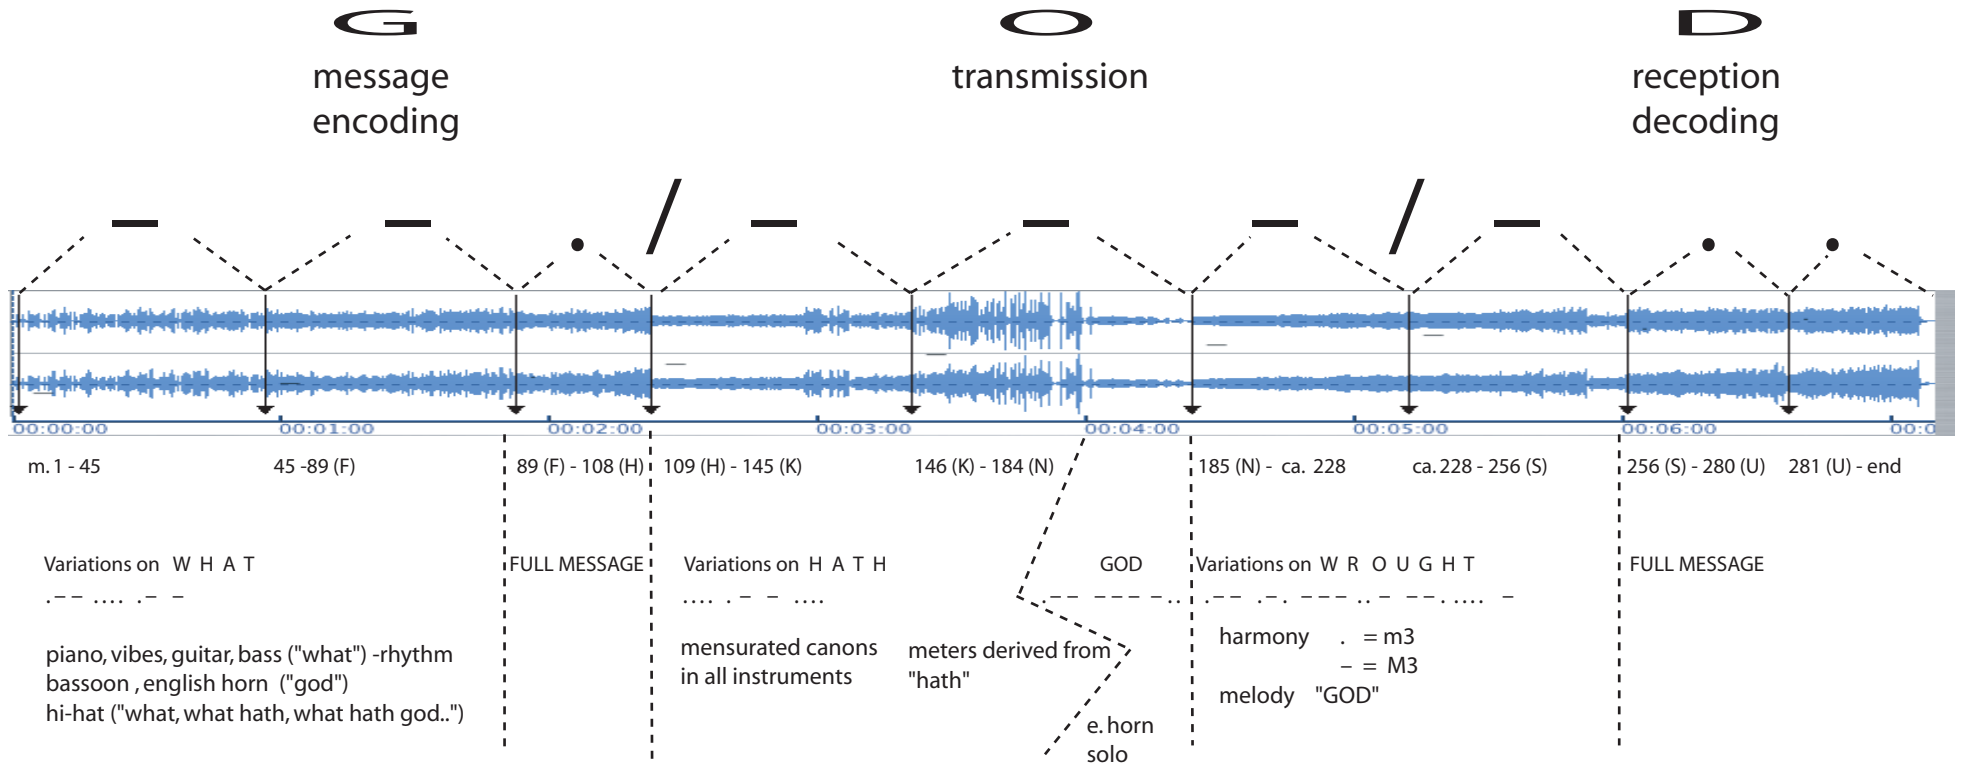 G O D
message transmission reception
encoding decoding
— — . / — — — / — . .
00:00:00 00:01:00 00:02:00 00:03:00 00:04:00 00:05:00 00:06:00 00:0
m. 1 - 45 45 -89 (F) 89 (F) - 108 (H) 109 (H) - 145 (K) 146 (K) - 184 (N) 185 (N) - ca. 228 ca. 228 - 256 (S) 256 (S) - 280 (U) 281 (U) - end
Variations on W H A T FULL MESSAGE Variations on H A T H GOD Variations on W R O U G H T FULL MESSAGE
.– – .... .– – .... . – – .... .– – – – – – .. .– – .–. – – – ..– – –. .... –
piano, vibes, guitar, bass ("what") -rhythm
bassoon , english horn ("god")
hi-hat ("what, what hath, what hath god..")
mensurated canons
in all instruments
meters derived from
"hath"
e. horn
solo
harmony . = m3
– = M3
melody "GOD"